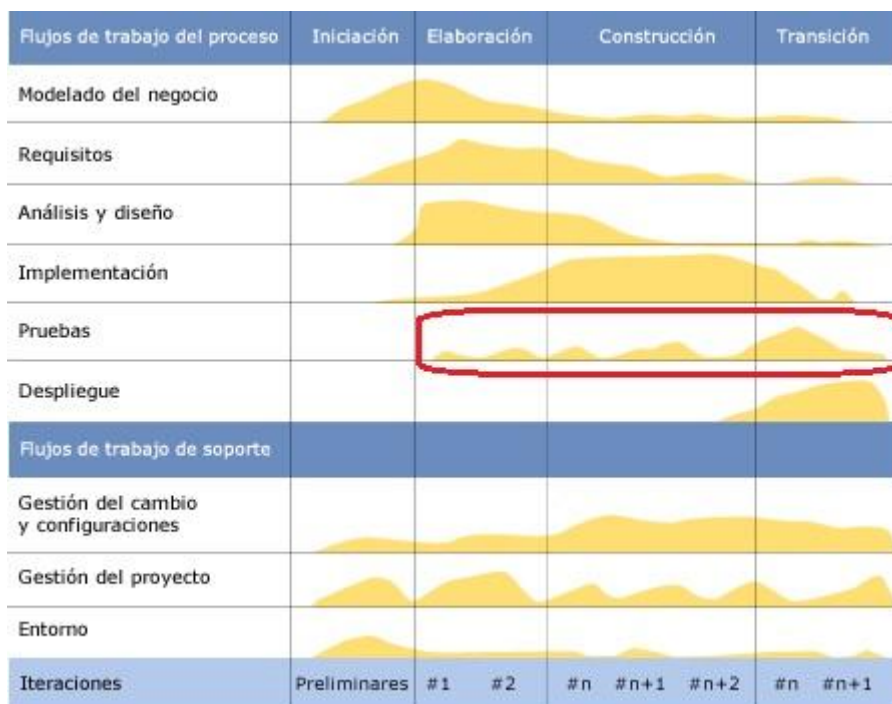 Flujos de trabajo del proceso Iniciación Elaboración Construcción Transición
Modelado del negocio
Requisitos
Análisis y diseño
Implementación
Pruebas
Despliegue
Flujos de trabajo de soporte
Gestión del cambio
y configuraciones
Gestión del proyecto
Entorno
Iteraciones Preliminares #1 #2 #n #n+1 #n+2 #n #n+1